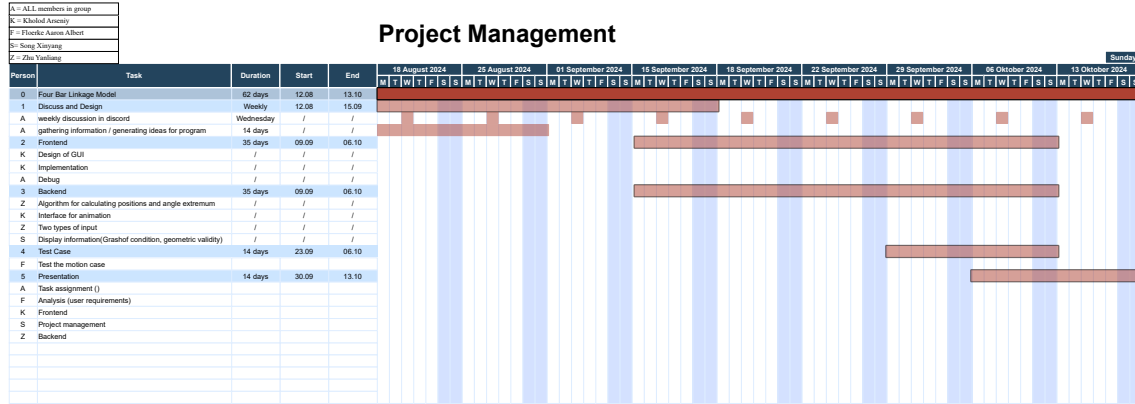 A = ALL members in group
K = Kholod Arseniy
F = Floerke Aaron Albert
S= Song Xinyang
Z = Zhu Yanliang
Project Management
Sunday
Person Task Duration Start End 18 August 2024 25 August 2024 01 September 2024 15 September 2024 18 September 2024 22 September 2024 29 September 2024 06 Oktober 2024 13 Oktober 2024
M T W T F S S M T W T F S S M T W T F S S M T W T F S S M T W T F S S M T W T F S S M T W T F S S M T W T F S S M T W T F S S
0 Four Bar Linkage Model 62 days 12.08 13.10
1 Discuss and Design Weekly 12.08 15.09
A weekly discussion in discord Wednesday / /
A gathering information / generating ideas for program 14 days / /
2 Frontend 35 days 09.09 06.10
K Design of GUI / / /
K Implementation / / /
A Debug / / /
3 Backend 35 days 09.09 06.10
Z Algorithm for calculating positions and angle extremum / / /
K Interface for animation / / /
Z Two types of input / / /
S Display information(Grashof condition, geometric validity) / / /
4 Test Case 14 days 23.09 06.10
F Test the motion case
5 Presentation 14 days 30.09 13.10
A Task assignment ()
F Analysis (user requirements)
K Frontend
S Project management
Z Backend